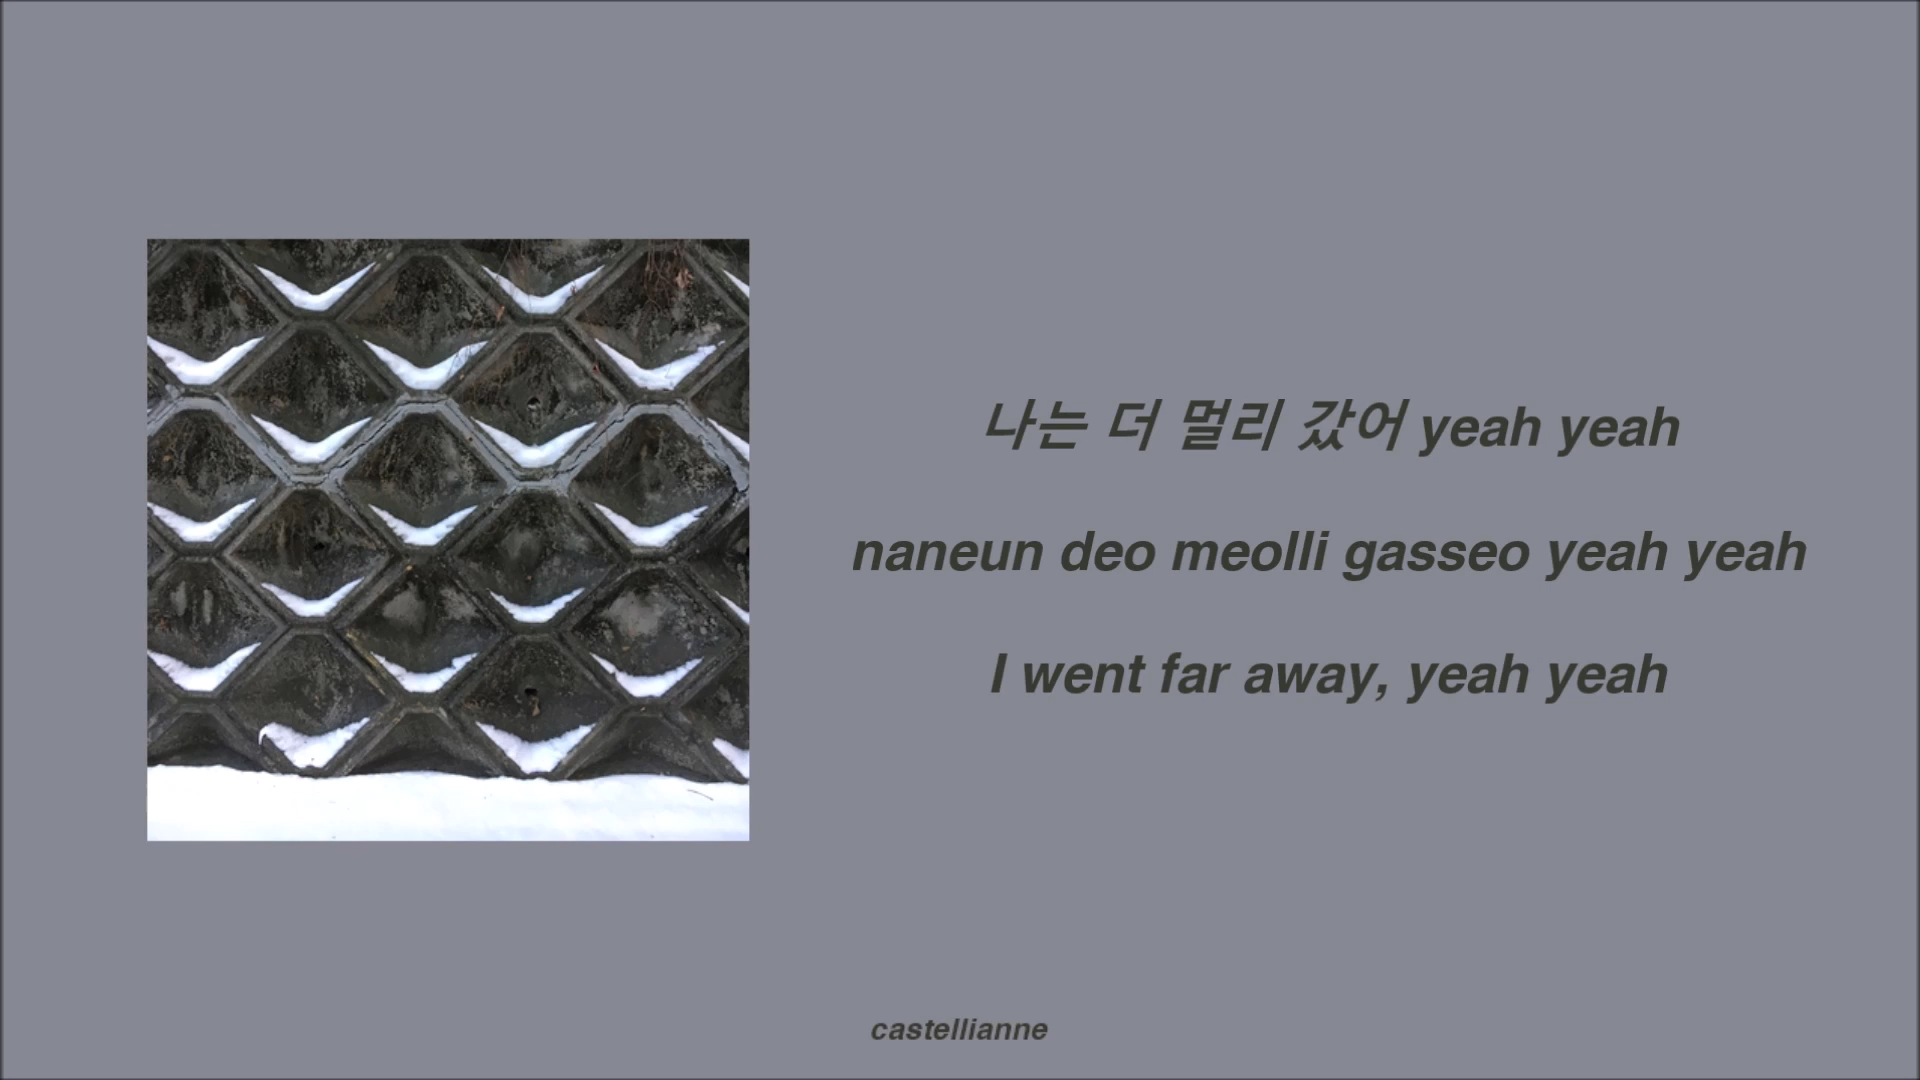 나는 더 멀리 갔어 yeah yeah
naneun deo meolli gasseo yeah yeah
I went far away, yeah yeah
castellianne